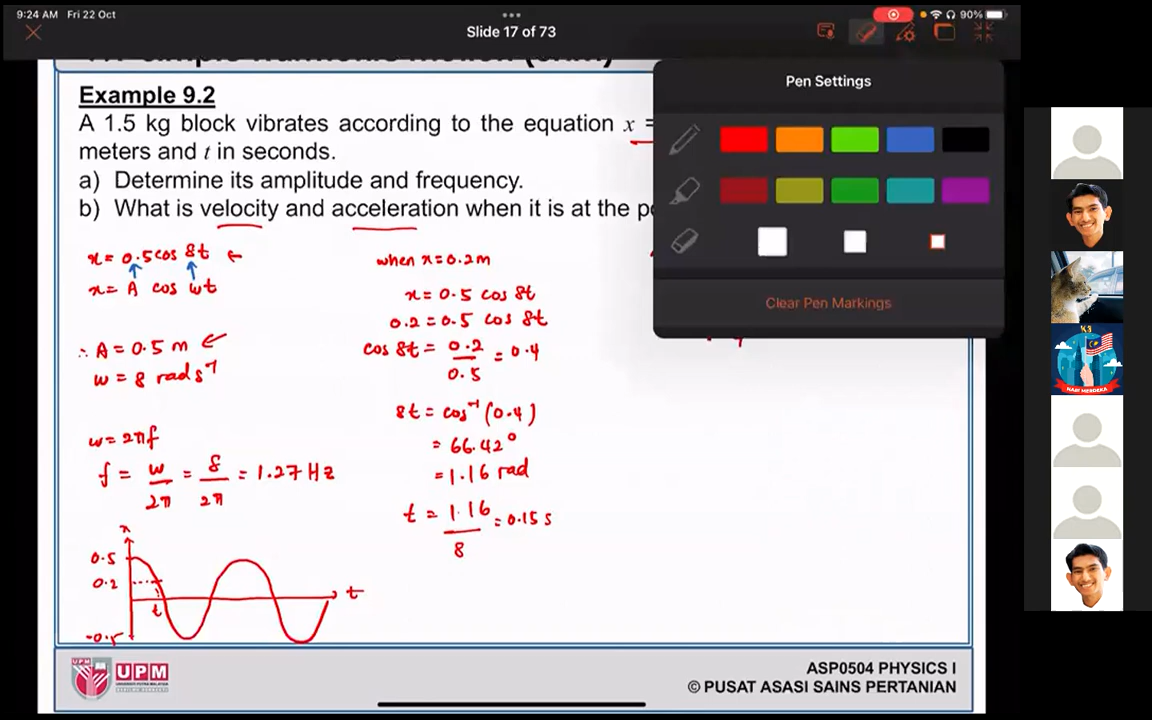 9:24 AM Fri 22 Oct
90%
Slide 17 of 73
Pen Settings
Clear Pen Markings
Example 9.2
A 1.5 kg block vibrates according to the equation x =
meters and t in seconds.
a) Determine its amplitude and frequency.
b) What is velocity and acceleration when it is at the p
x = 0.5 cos 8t
x = A cos ωt
∴ A = 0.5 m
ω = 8 rad s⁻¹
ω = 2πf
f = ω/2π = 8/2π = 1.27 Hz
x
0.5
0.2
-0.5
t
t
when x = 0.2 m
x = 0.5 cos 8t
0.2 = 0.5 cos 8t
cos 8t = 0.2/0.5 = 0.4
8t = cos⁻¹ (0.4)
= 66.42°
= 1.16 rad
t = 1.16/8 = 0.15 s
UPM
UPM
ASP0504 PHYSICS I
© PUSAT ASASI SAINS PERTANIAN
HARI MERDEKA